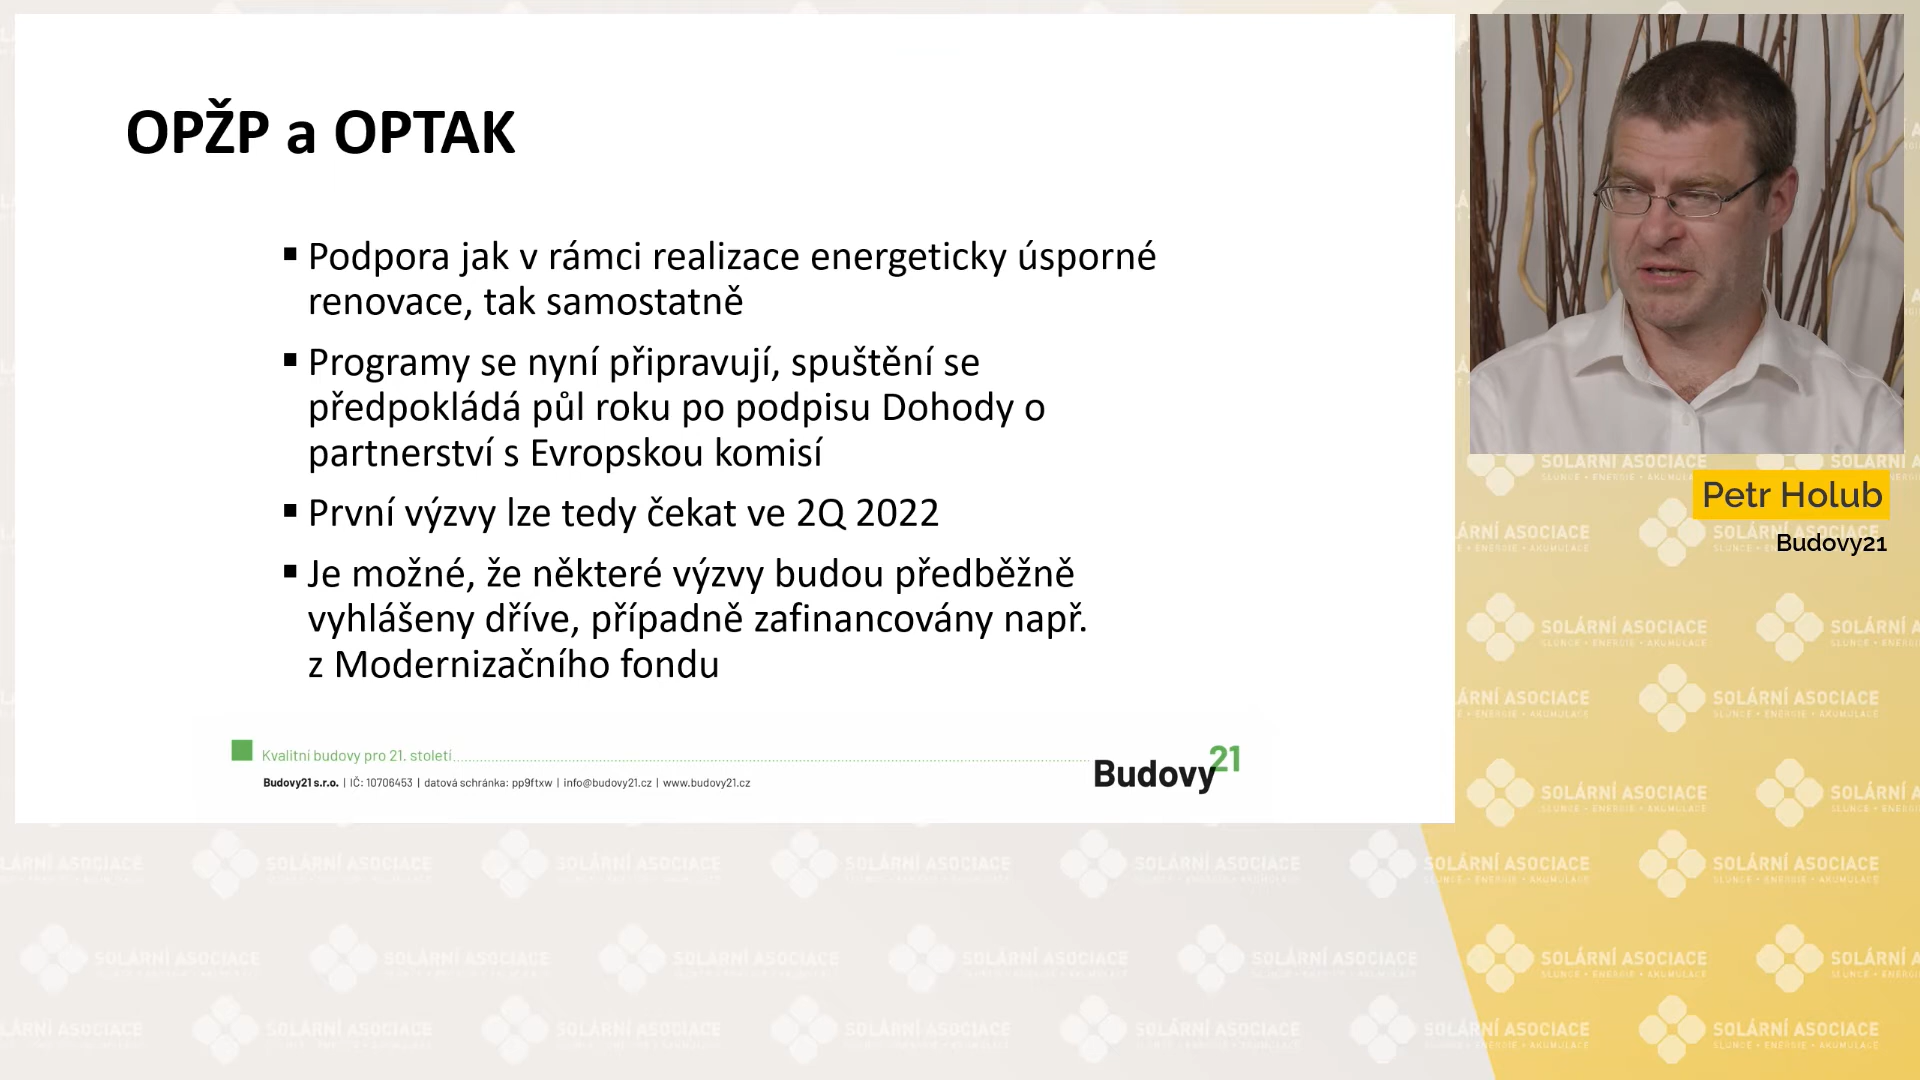 OPŽP a OPTAK
▪ Podpora jak v rámci realizace energeticky úsporné
renovace, tak samostatně
▪ Programy se nyní připravují, spuštění se
předpokládá půl roku po podpisu Dohody o
partnerství s Evropskou komisí
▪ První výzvy lze tedy čekat ve 2Q 2022
▪ Je možné, že některé výzvy budou předběžně
vyhlášeny dříve, případně zafinancovány např.
z Modernizačního fondu
Kvalitní budovy pro 21. století
Budovy21 s.r.o. | IČ: 10706453 | datová schránka: pp9ftxw | info@budovy21.cz | www.budovy21.cz
Budovy21
Petr Holub
Budovy21
SOLÁRNÍ ASOCIACE
SLUNCE • ENERGIE • AKUMULACE